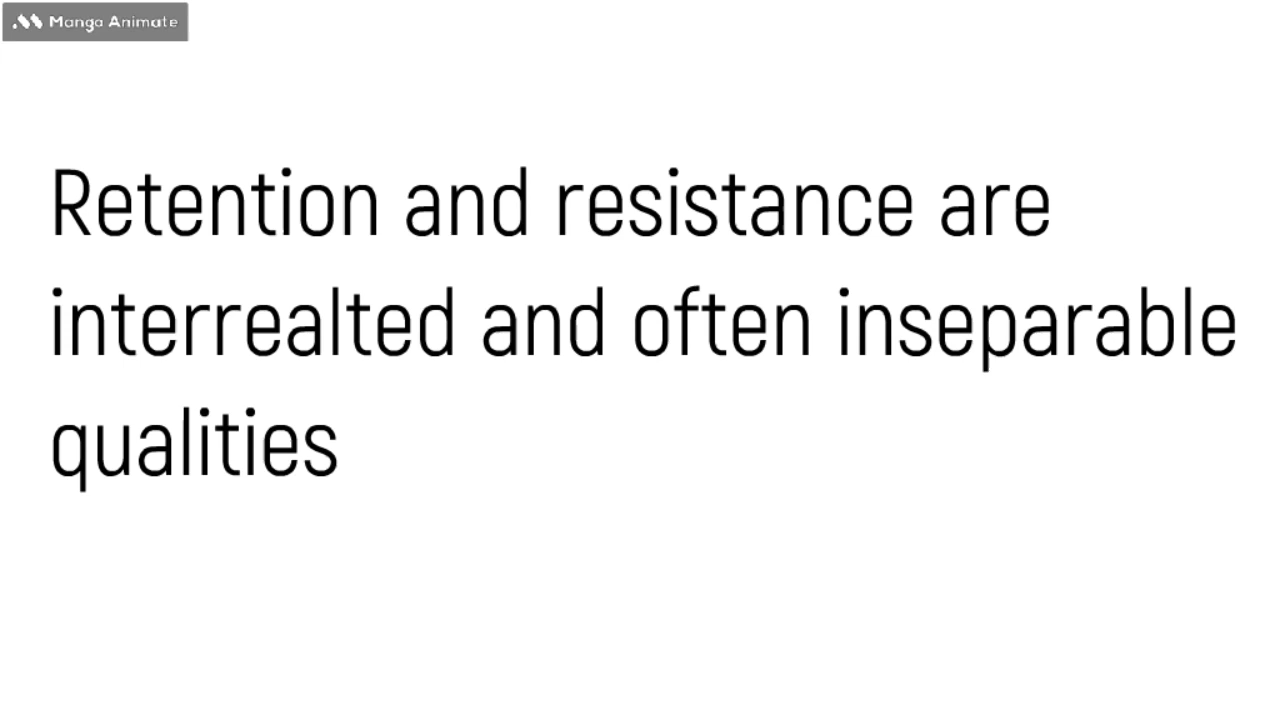 Manga Animate
Retention and resistance are
interrealted and often inseparable
qualities